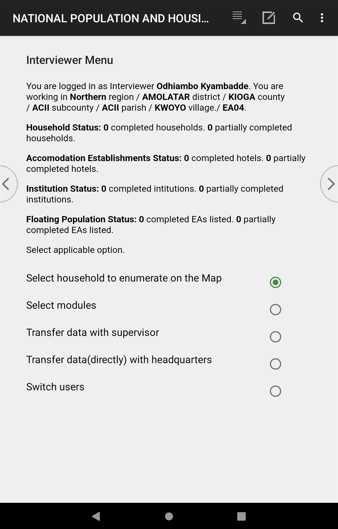 NATIONAL POPULATION AND HOUSI...
Interviewer Menu
You are logged in as Interviewer Odhiambo Kyambadde. You are
working in Northern region / AMOLATAR district / KIOGA county
/ ACII subcounty / ACII parish / KWOYO village./ EA04.
Household Status: 0 completed households. 0 partially completed
households.
Accomodation Establishments Status: 0 completed hotels. 0 partially
completed hotels.
Institution Status: 0 completed intitutions. 0 partially completed
institutions.
Floating Population Status: 0 completed EAs listed. 0 partially
completed EAs listed.
Select applicable option.
Select household to enumerate on the Map
Select modules
Transfer data with supervisor
Transfer data(directly) with headquarters
Switch users